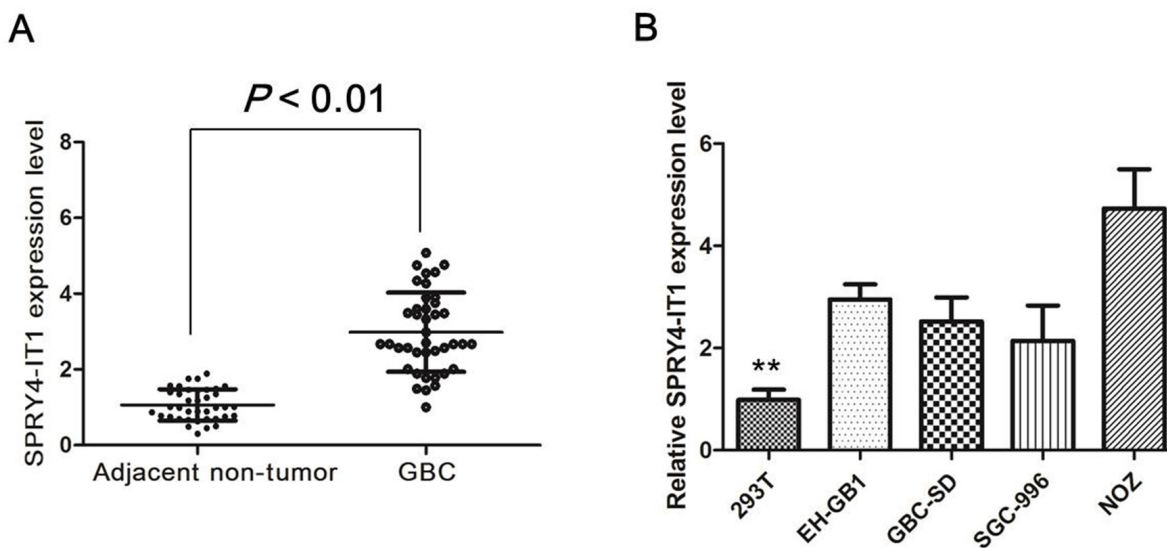 A
P < 0.01
SPRY4-IT1 expression level
8
6
4
2
0
Adjacent non-tumor
GBC
B
Relative SPRY4-IT1 expression level
6
4
2
0
**
293T
EH-GB1
GBC-SD
SGC-996
NOZ